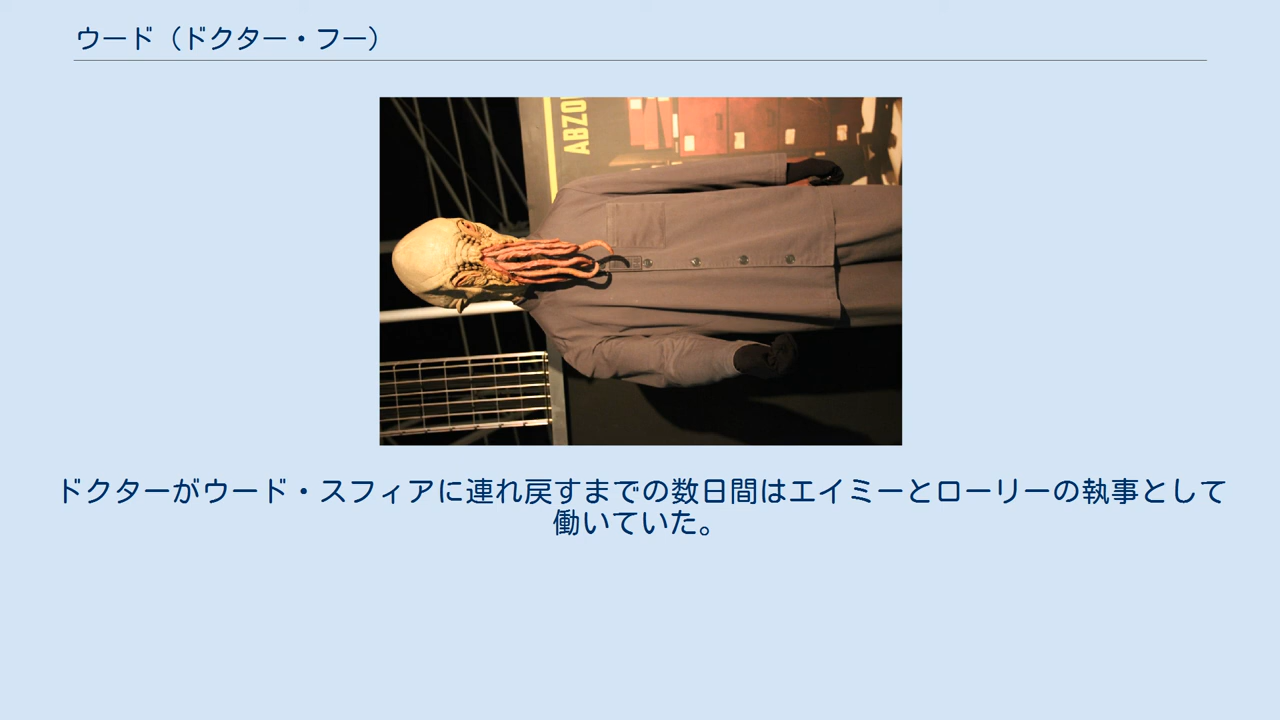 ウード（ドクター・フー）
ABZO
ドクターがウード・スフィアに連れ戻すまでの数日間はエイミーとローリーの執事として
働いていた。